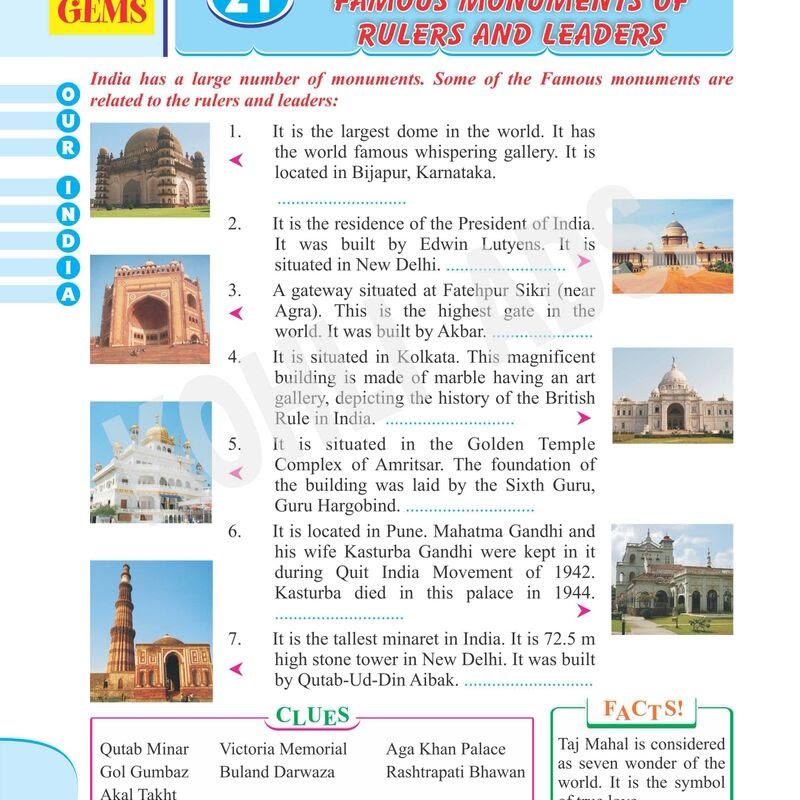 GEMS
21
FAMOUS MONUMENTS OF
RULERS AND LEADERS
OUR INDIA
India has a large number of monuments. Some of the Famous monuments are
related to the rulers and leaders:
1. It is the largest dome in the world. It has
the world famous whispering gallery. It is
located in Bijapur, Karnataka.
............................
2. It is the residence of the President of India.
It was built by Edwin Lutyens. It is
situated in New Delhi. ..........................
3. A gateway situated at Fatehpur Sikri (near
Agra). This is the highest gate in the
world. It was built by Akbar. ......................
4. It is situated in Kolkata. This magnificent
building is made of marble having an art
gallery, depicting the history of the British
Rule in India. ............................
5. It is situated in the Golden Temple
Complex of Amritsar. The foundation of
the building was laid by the Sixth Guru,
Guru Hargobind. ............................
6. It is located in Pune. Mahatma Gandhi and
his wife Kasturba Gandhi were kept in it
during Quit India Movement of 1942.
Kasturba died in this palace in 1944.
............................
7. It is the tallest minaret in India. It is 72.5 m
high stone tower in New Delhi. It was built
by Qutab-Ud-Din Aibak. ............................
CLUES
Qutab Minar Victoria Memorial Aga Khan Palace
Gol Gumbaz Buland Darwaza Rashtrapati Bhawan
Akal Takht
FACTS!
Taj Mahal is considered
as seven wonder of the
world. It is the symbol
of true love
KOHLI ADS